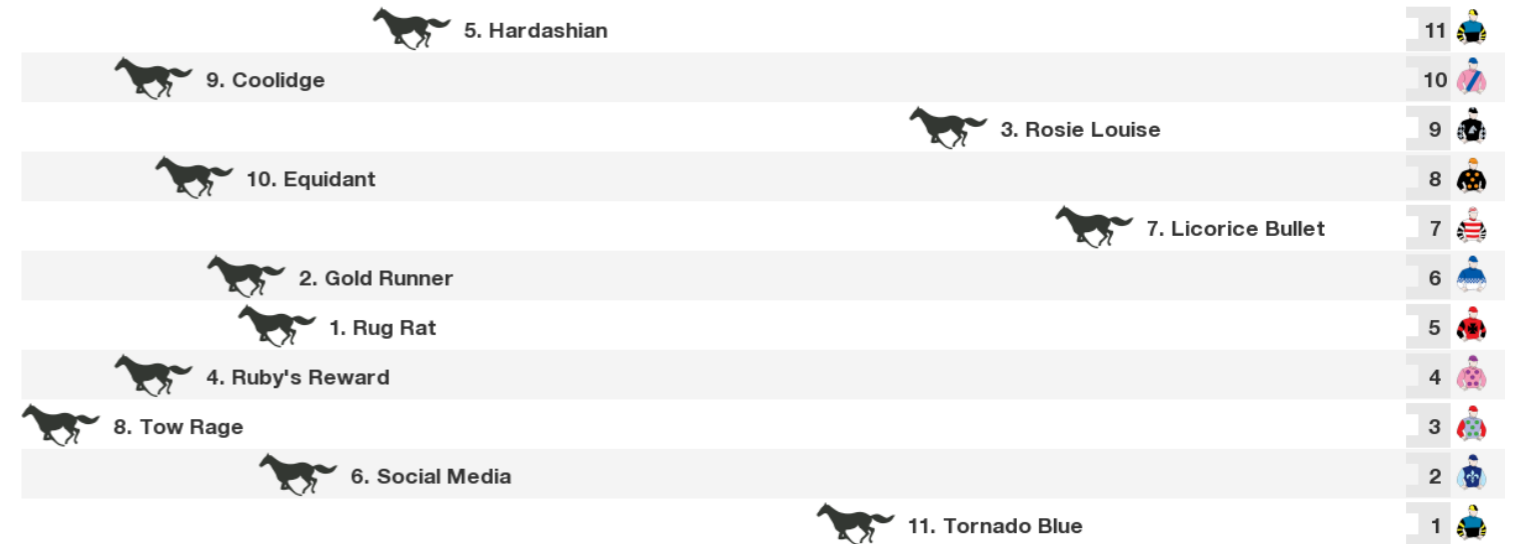 5. Hardashian 11
9. Coolidge 10
3. Rosie Louise 9
10. Equidant 8
7. Licorice Bullet 7
2. Gold Runner 6
1. Rug Rat 5
4. Ruby's Reward 4
8. Tow Rage 3
6. Social Media 2
11. Tornado Blue 1